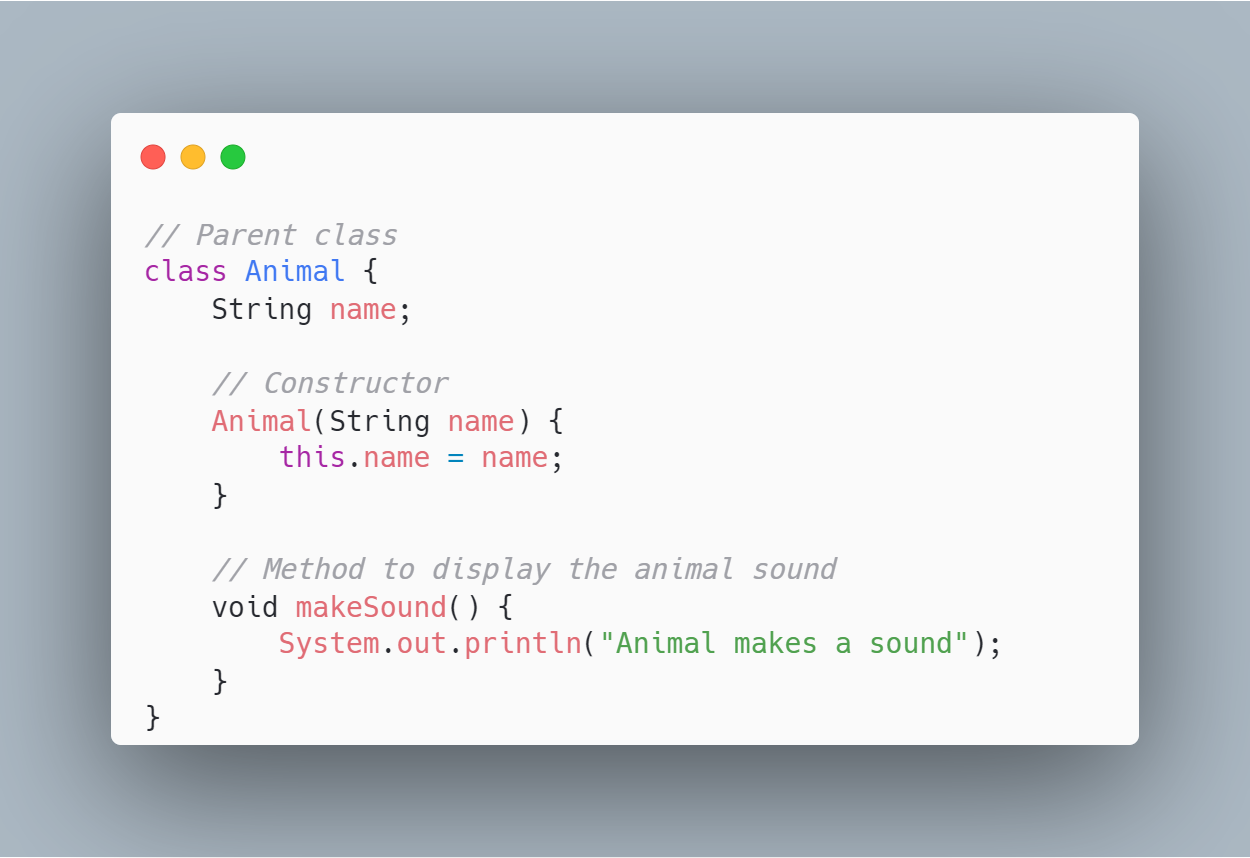 // Parent class
class Animal {
    String name;

    // Constructor
    Animal(String name) {
        this.name = name;
    }

    // Method to display the animal sound
    void makeSound() {
        System.out.println("Animal makes a sound");
    }
}